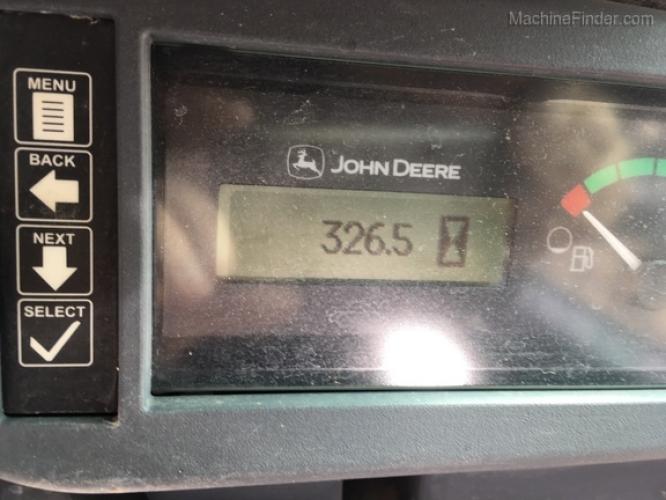 MachineFinder.com
MENU
BACK
NEXT
SELECT
JOHN DEERE
326.5